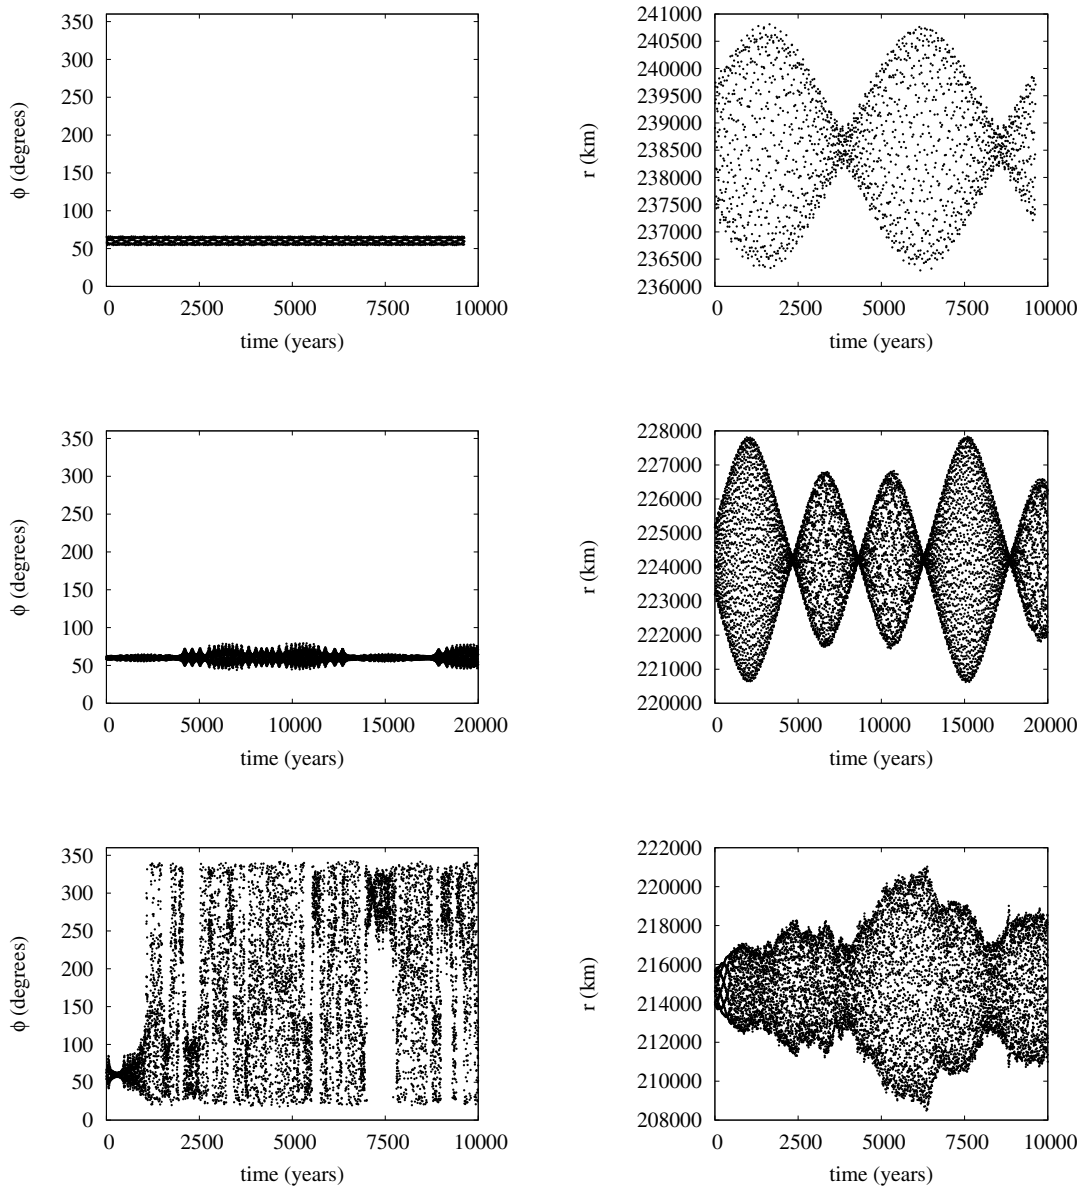 350
300
250
200
150
100
50
0
ϕ (degrees)
0 2500 5000 7500 10000
time (years)
241000
240500
240000
239500
239000
238500
238000
237500
237000
236500
236000
r (km)
0 2500 5000 7500 10000
time (years)
350
300
250
200
150
100
50
0
ϕ (degrees)
0 5000 10000 15000 20000
time (years)
228000
227000
226000
225000
224000
223000
222000
221000
220000
r (km)
0 5000 10000 15000 20000
time (years)
350
300
250
200
150
100
50
0
ϕ (degrees)
0 2500 5000 7500 10000
time (years)
222000
220000
218000
216000
214000
212000
210000
208000
r (km)
0 2500 5000 7500 10000
time (years)